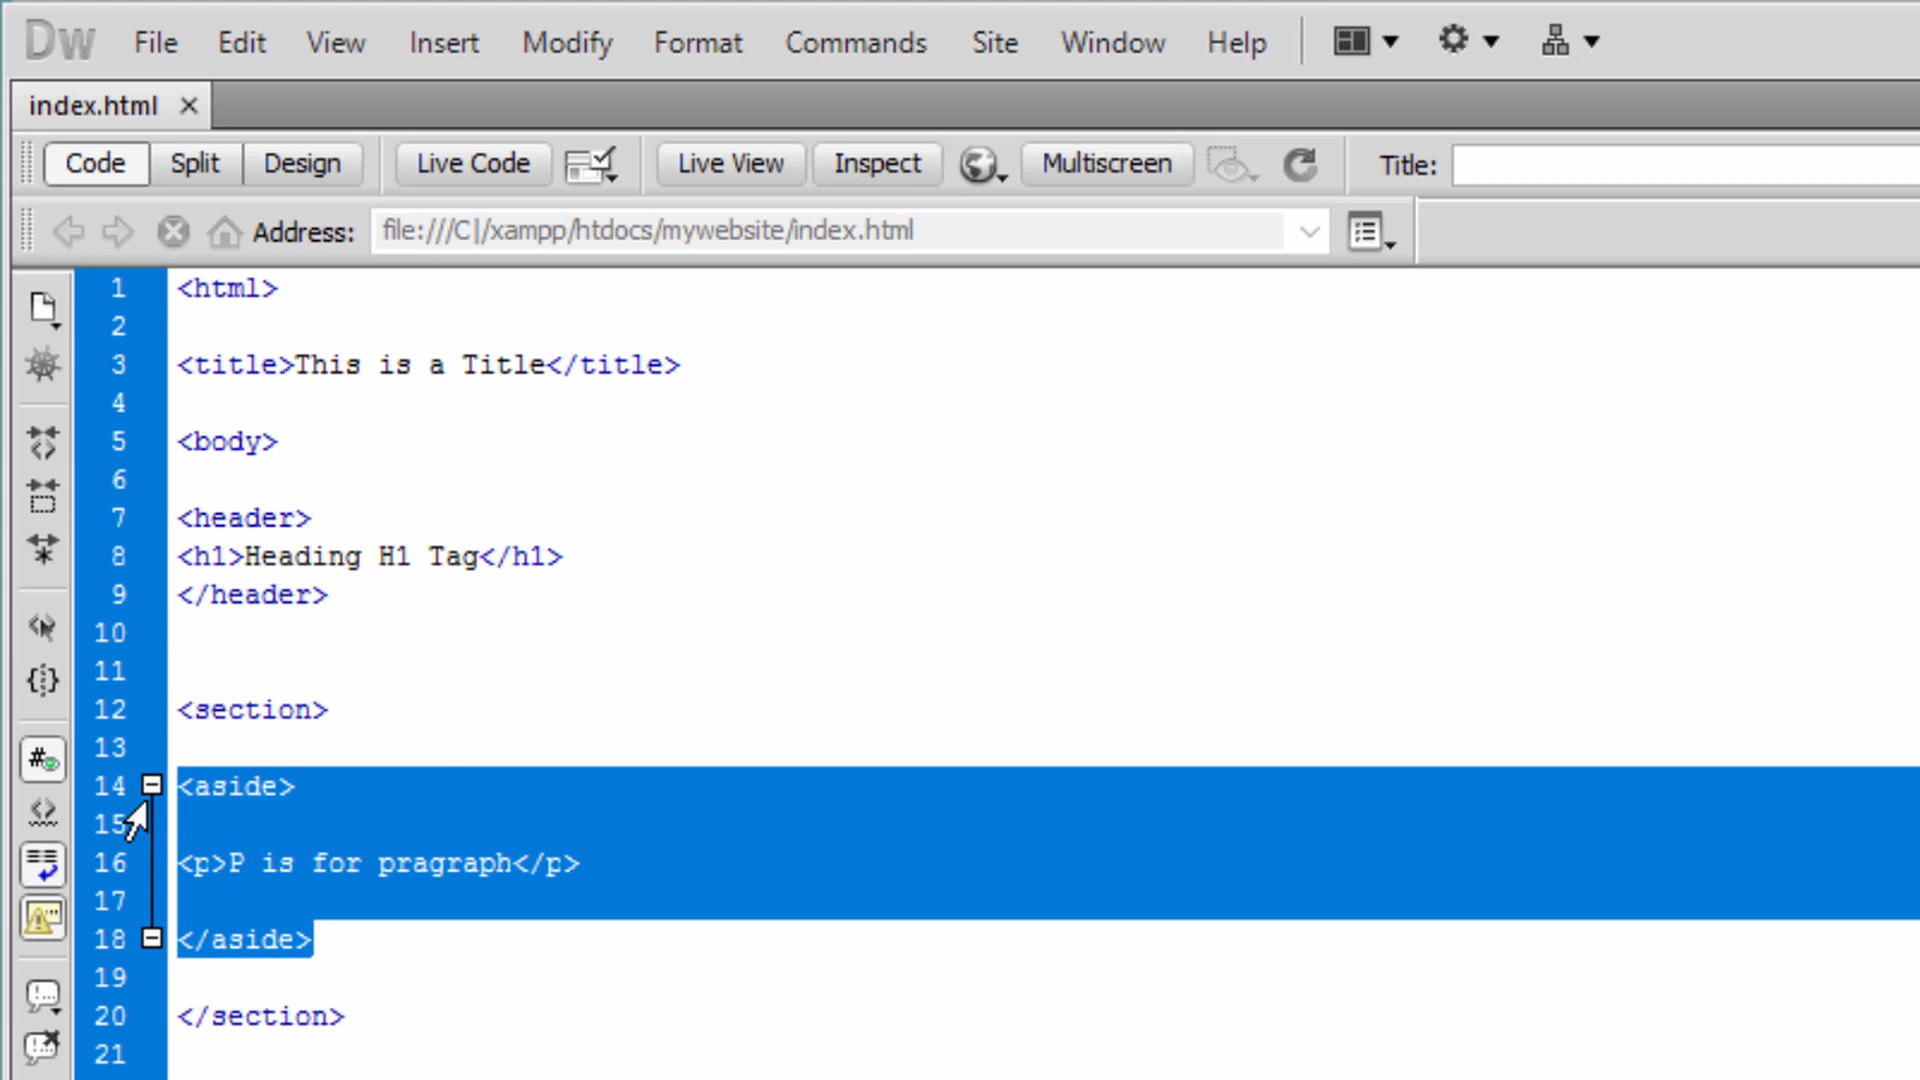 Dw File Edit View Insert Modify Format Commands Site Window Help
index.html
Code Split Design Live Code Live View Inspect Multiscreen Title:
Address: file:///C|/xampp/htdocs/mywebsite/index.html
1 <html>
2
3 <title>This is a Title</title>
4
5 <body>
6
7 <header>
8 <h1>Heading H1 Tag</h1>
9 </header>
10
11
12 <section>
13
14 <aside>
15
16 <p>P is for pragraph</p>
17
18 </aside>
19
20 </section>
21